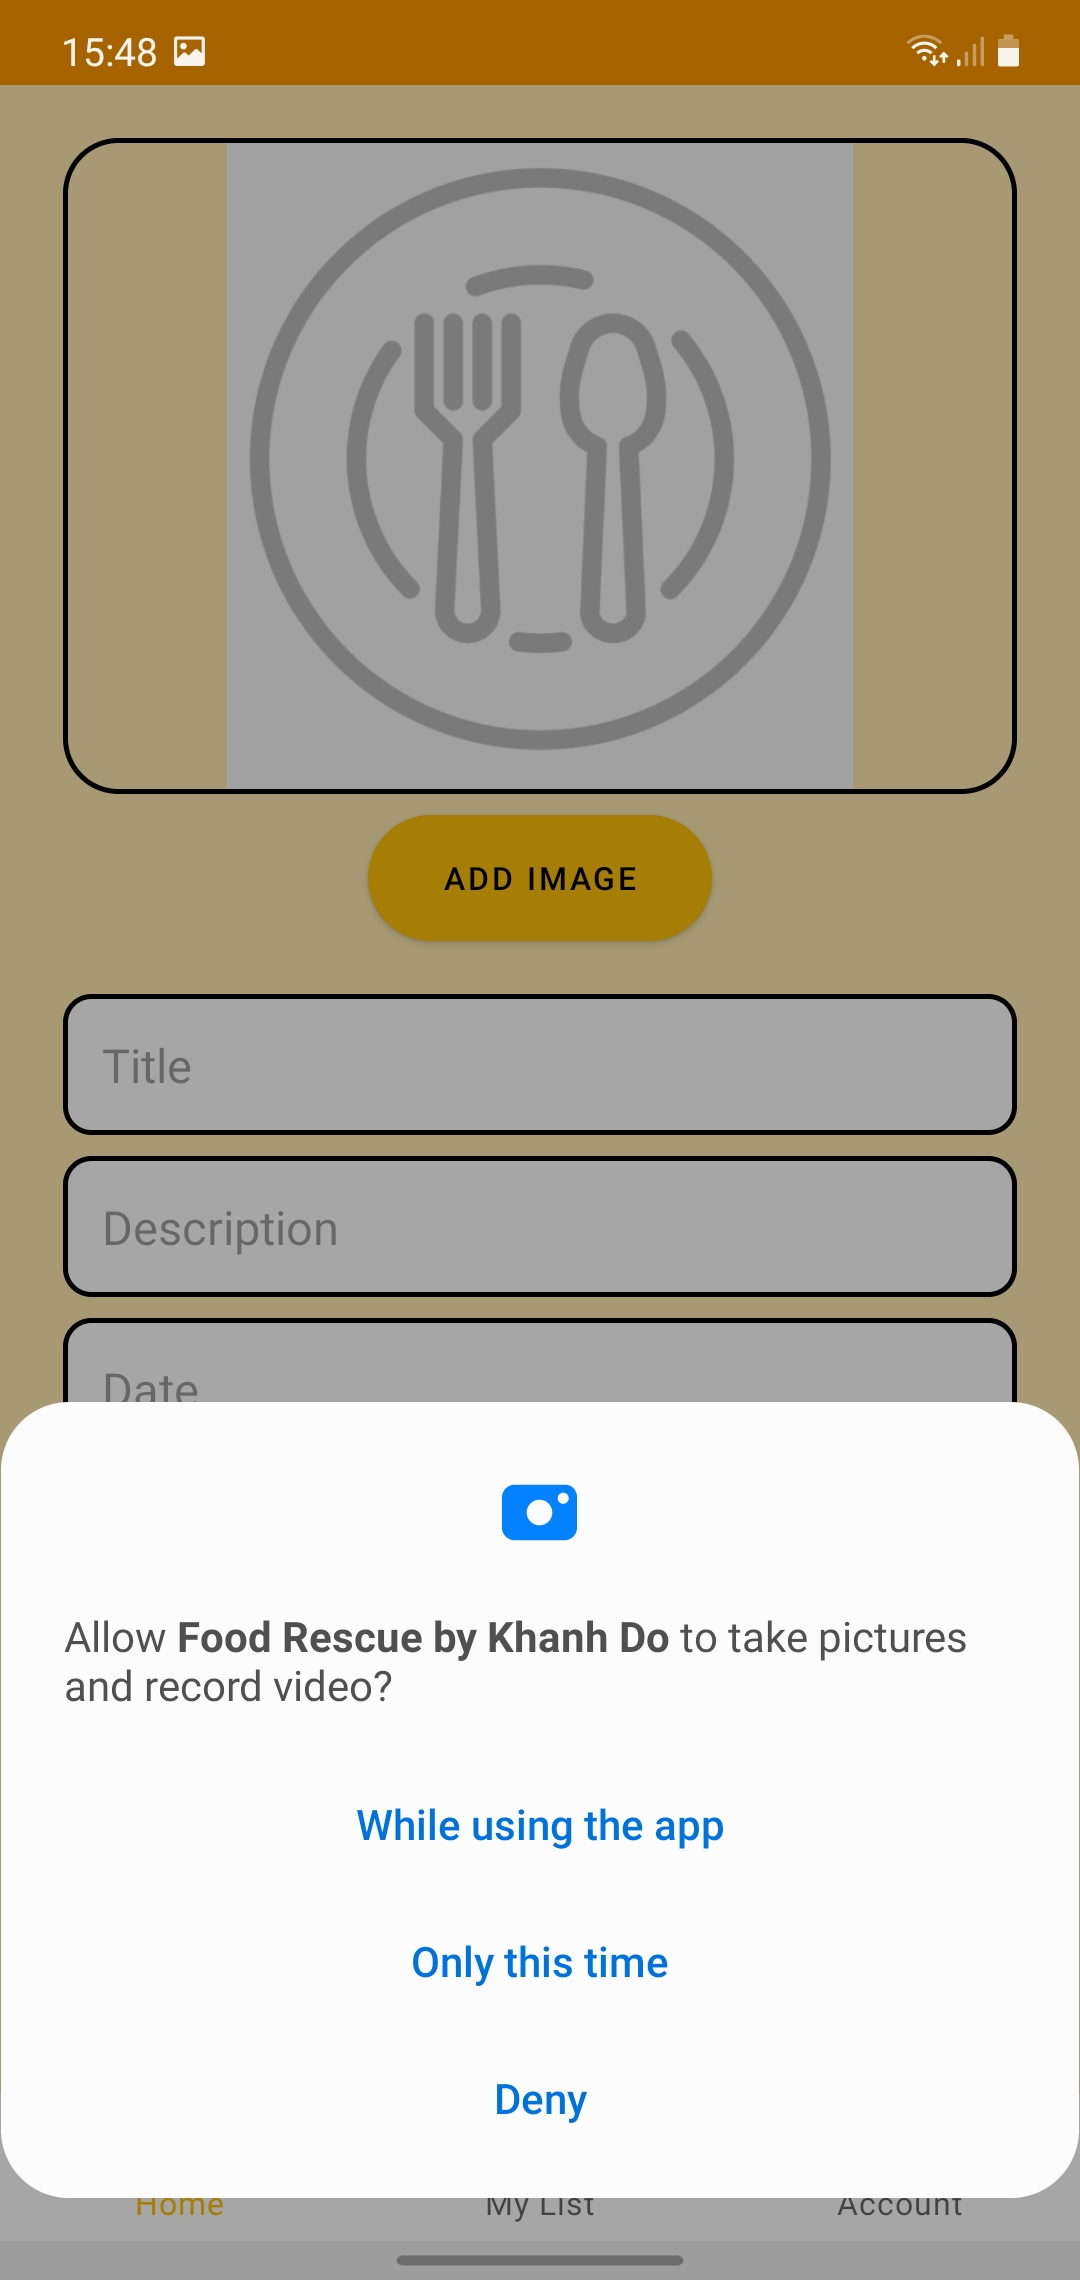 15:48
ADD IMAGE
Title
Description
Date
Allow Food Rescue by Khanh Do to take pictures
and record video?
While using the app
Only this time
Deny
Home
My List
Account